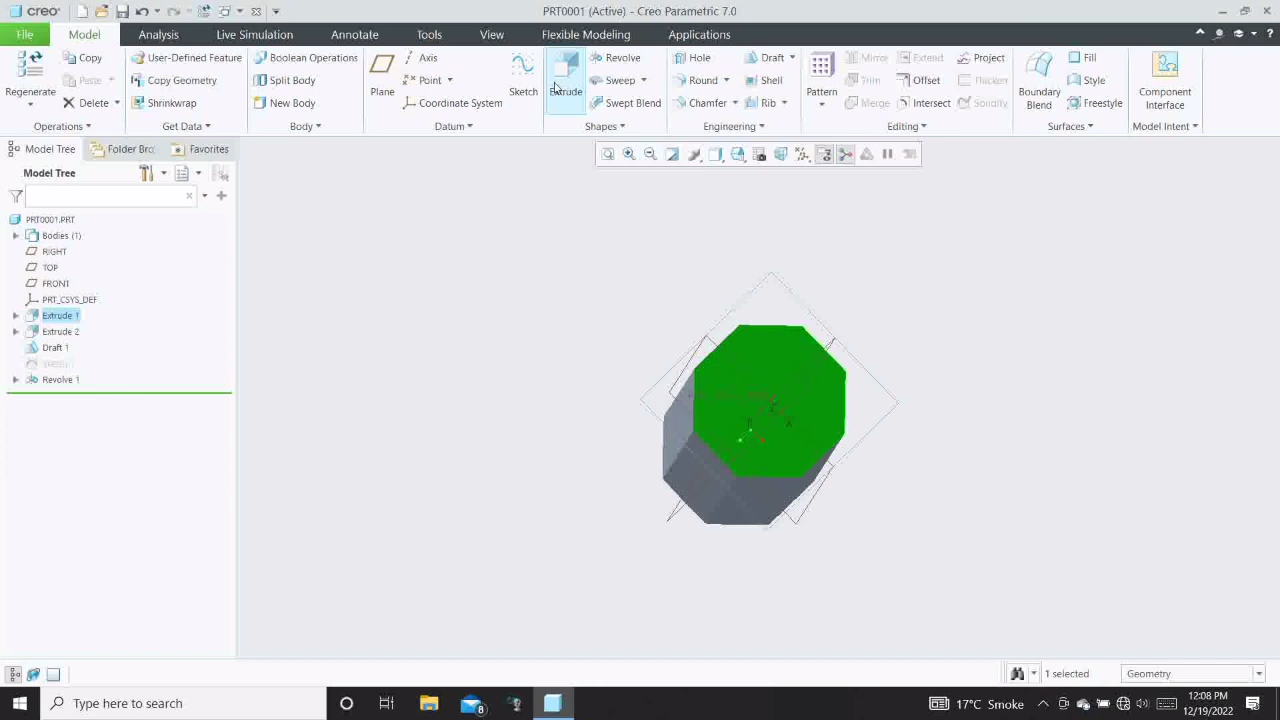 creo
PRT0001 (Active) - Creo Parametric 7.0
File
Model
Analysis
Live Simulation
Annotate
Tools
View
Flexible Modeling
Applications
Regenerate
Copy
Paste
Delete
Operations
User-Defined Feature
Copy Geometry
Shrinkwrap
Get Data
Boolean Operations
Split Body
New Body
Body
Plane
Axis
Point
Coordinate System
Sketch
Datum
Extrude
Revolve
Sweep
Swept Blend
Shapes
Hole
Round
Chamfer
Draft
Shell
Rib
Engineering
Pattern
Mirror
Trim
Merge
Extend
Offset
Intersect
Project
Thicken
Solidify
Editing
Boundary
Blend
Fill
Style
Freestyle
Surfaces
Component
Interface
Model Intent
Model Tree
Folder Bro
Favorites
Model Tree
PRT0001.PRT
Bodies (1)
RIGHT
TOP
FRONT
PRT_CSYS_DEF
Extrude 1
Extrude 2
Draft 1
Revolve 1
1 selected
Geometry
Type here to search
8
17°C Smoke
12:08 PM
12/19/2022